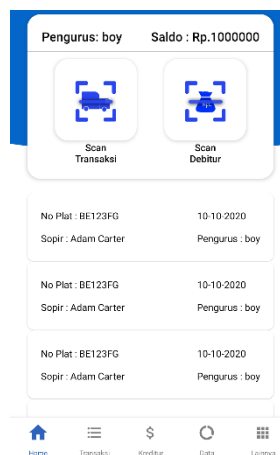 Pengurus: boy Saldo : Rp.1000000
Scan Transaksi
Scan Debitur
No Plat : BE123FG 10-10-2020
Sopir : Adam Carter Pengurus : boy
No Plat : BE123FG 10-10-2020
Sopir : Adam Carter Pengurus : boy
No Plat : BE123FG 10-10-2020
Sopir : Adam Carter Pengurus : boy
Home Transaksi Kreditur Data Lainnya